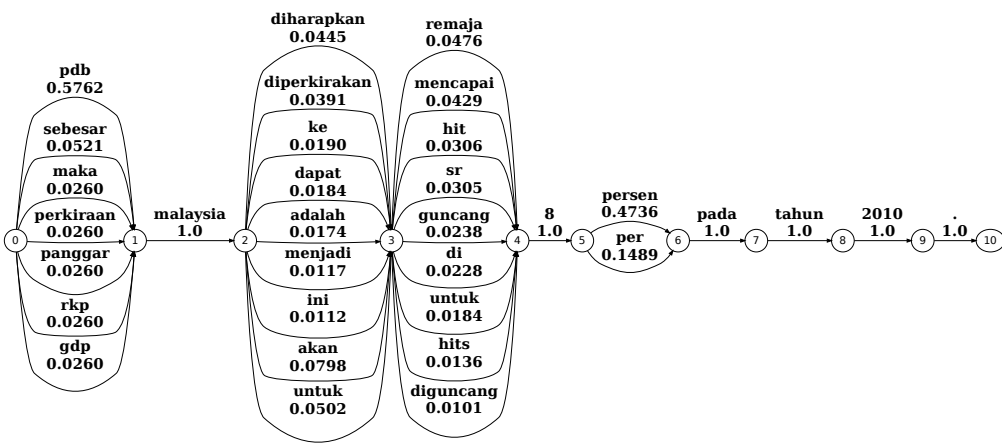 pdb
0.5762
sebesar
0.0521
maka
0.0260
perkiraan
0.0260
panggar
0.0260
rkp
0.0260
gdp
0.0260
0
1
malaysia
1.0
2
diharapkan
0.0445
diperkirakan
0.0391
ke
0.0190
dapat
0.0184
adalah
0.0174
menjadi
0.0117
ini
0.0112
akan
0.0798
untuk
0.0502
3
remaja
0.0476
mencapai
0.0429
hit
0.0306
sr
0.0305
guncang
0.0238
di
0.0228
untuk
0.0184
hits
0.0136
diguncang
0.0101
4
8
1.0
5
persen
0.4736
per
0.1489
6
pada
1.0
7
tahun
1.0
8
2010
1.0
9
.
1.0
10